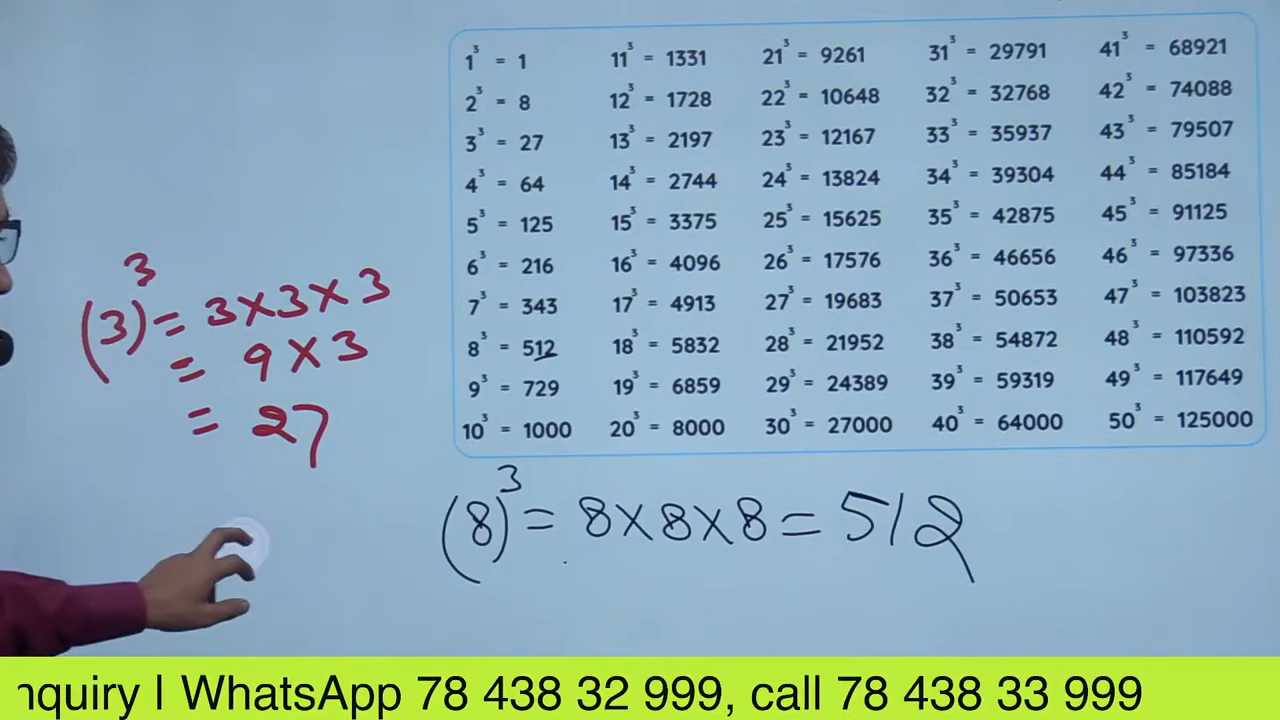 1³ = 1 11³ = 1331 21³ = 9261 31³ = 29791 41³ = 68921
2³ = 8 12³ = 1728 22³ = 10648 32³ = 32768 42³ = 74088
3³ = 27 13³ = 2197 23³ = 12167 33³ = 35937 43³ = 79507
4³ = 64 14³ = 2744 24³ = 13824 34³ = 39304 44³ = 85184
5³ = 125 15³ = 3375 25³ = 15625 35³ = 42875 45³ = 91125
6³ = 216 16³ = 4096 26³ = 17576 36³ = 46656 46³ = 97336
7³ = 343 17³ = 4913 27³ = 19683 37³ = 50653 47³ = 103823
8³ = 512 18³ = 5832 28³ = 21952 38³ = 54872 48³ = 110592
9³ = 729 19³ = 6859 29³ = 24389 39³ = 59319 49³ = 117649
10³ = 1000 20³ = 8000 30³ = 27000 40³ = 64000 50³ = 125000
(3)³ = 3×3×3
= 9×3
= 27
(8)³ = 8×8×8 = 512
nquiry I WhatsApp 78 438 32 999, call 78 438 33 999